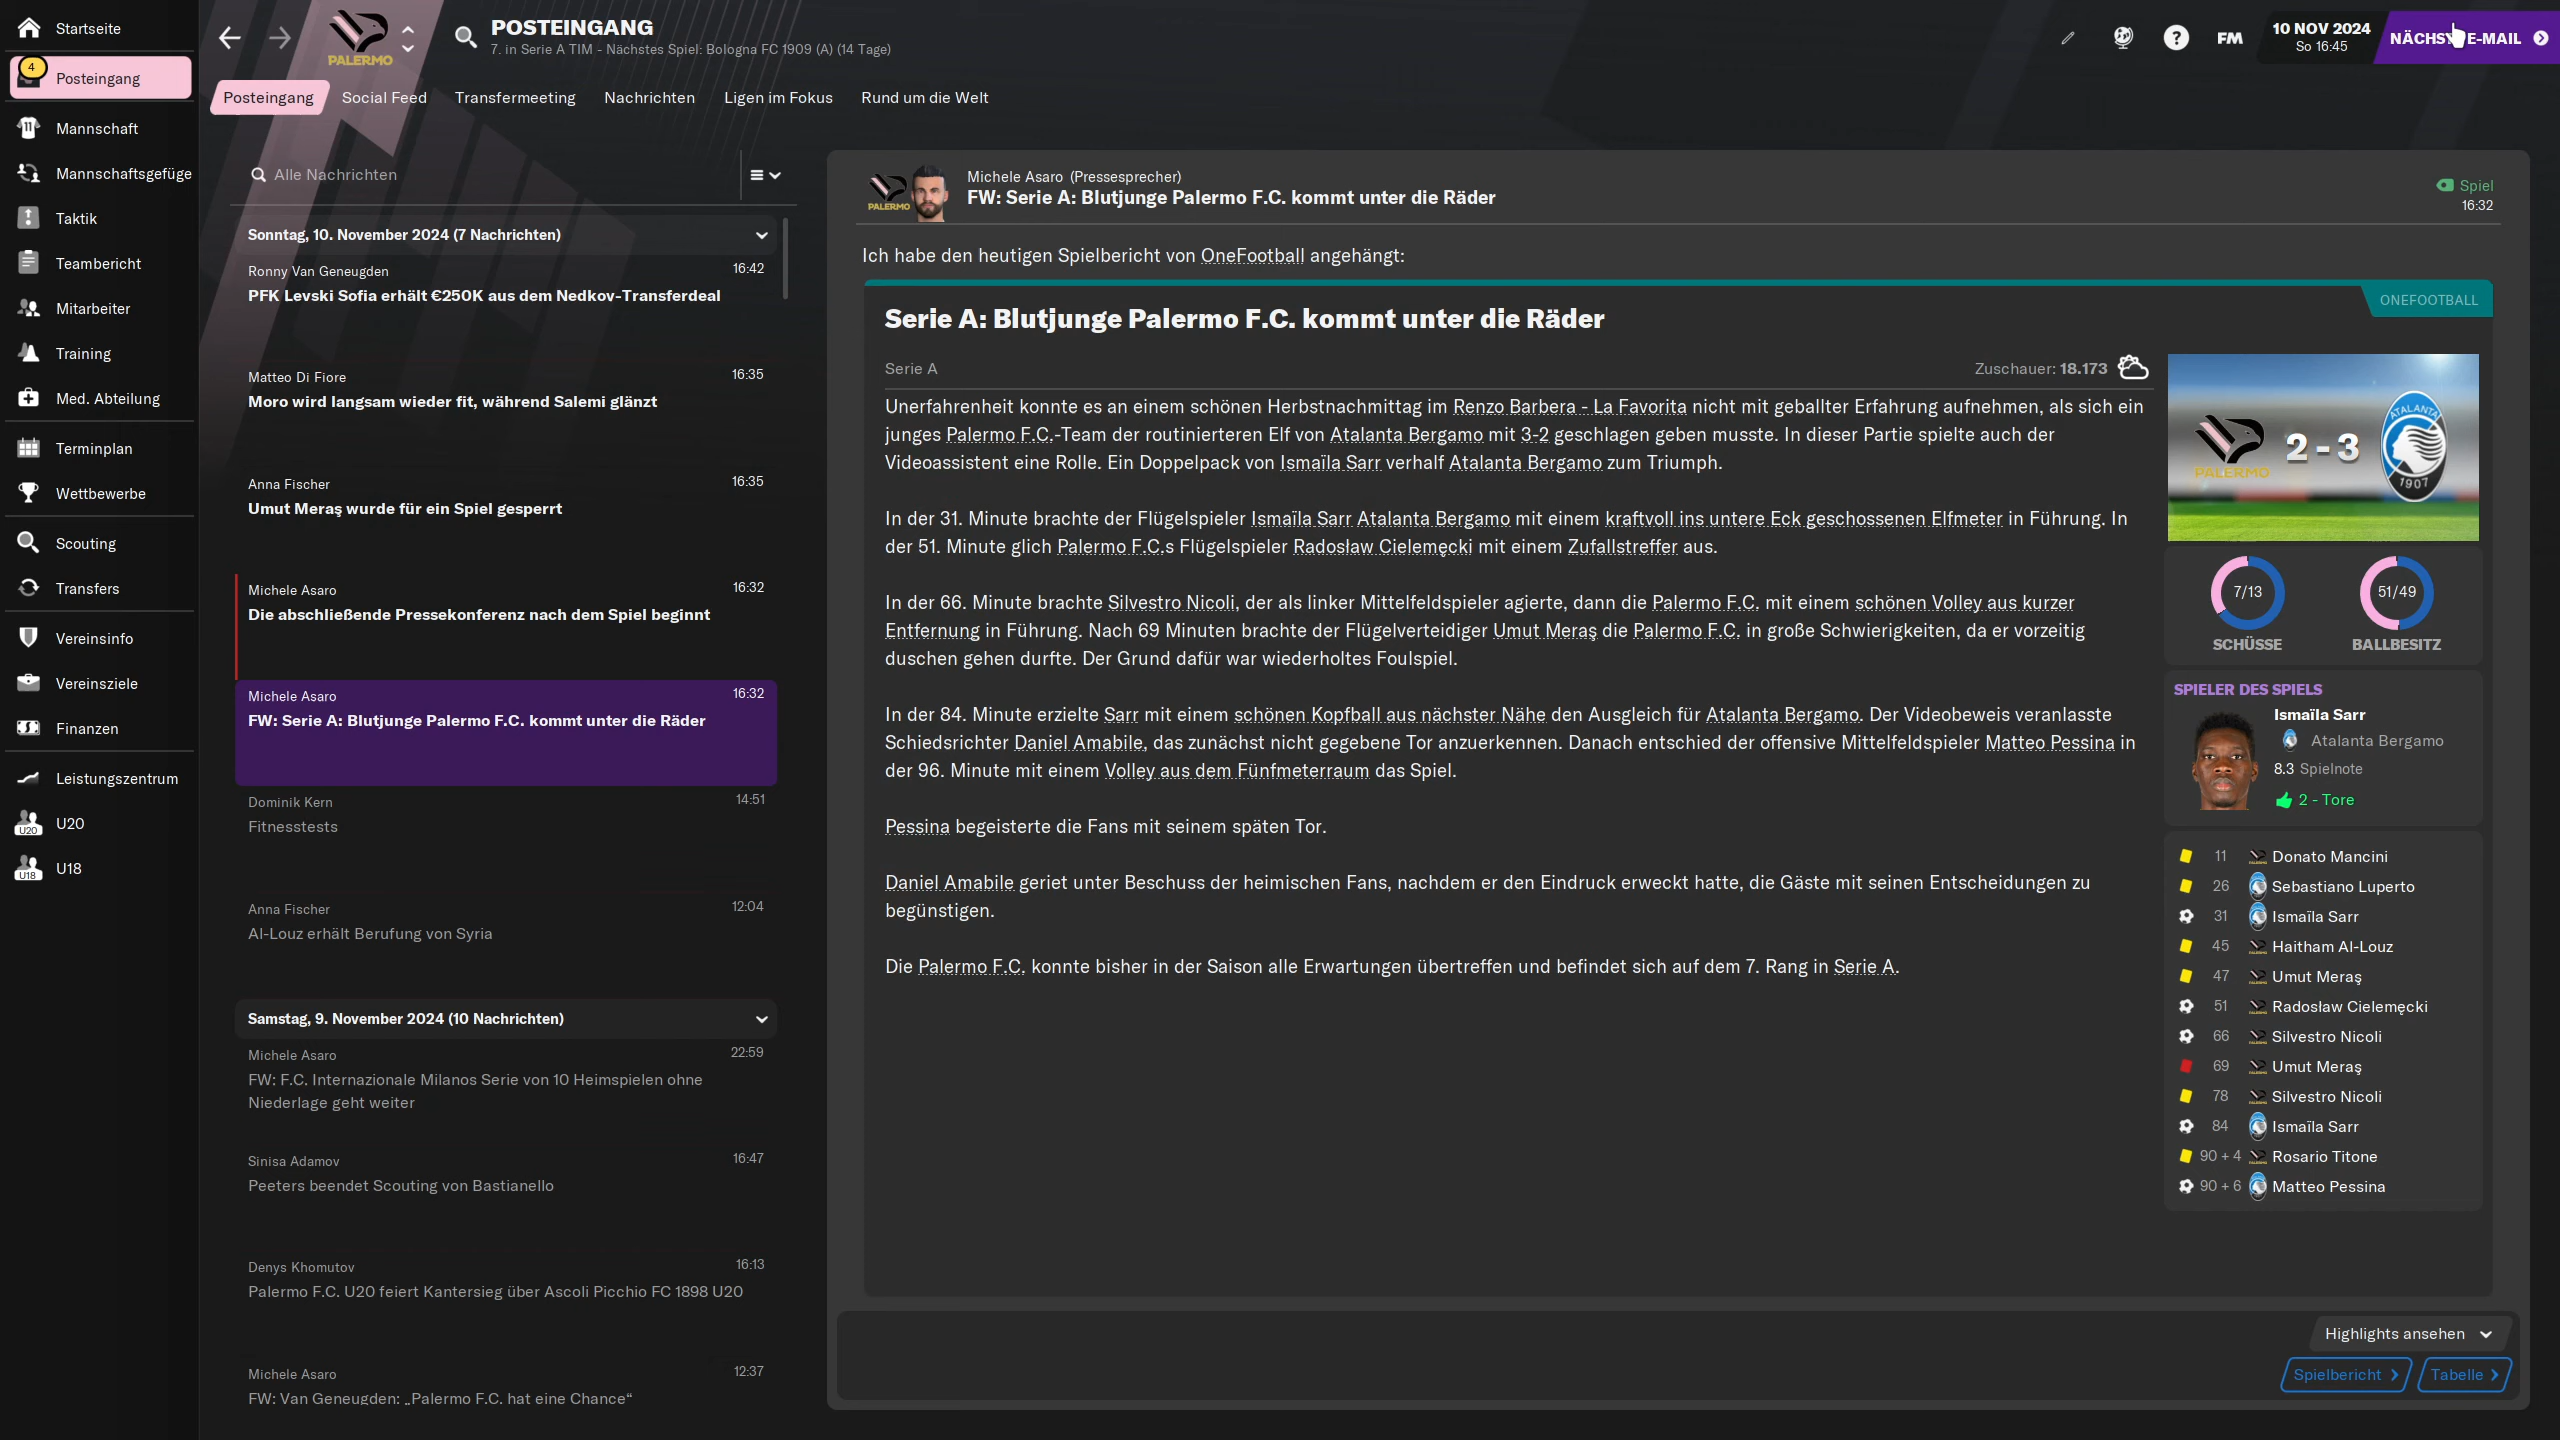 Startseite
4
Posteingang
Mannschaft
Mannschaftsgefüge
Taktik
Teambericht
Mitarbeiter
Training
Med. Abteilung
Terminplan
Wettbewerbe
Scouting
Transfers
Vereinsinfo
Vereinsziele
Finanzen
Leistungszentrum
U20
U20
U18
U18
PALERMO
POSTEINGANG
7. in Serie A TIM - Nächstes Spiel: Bologna FC 1909 (A) (14 Tage)
FM
10 NOV 2024
So 16:45
E-MAIL
Posteingang
Social Feed
Transfermeeting
Nachrichten
Ligen im Fokus
Rund um die Welt
Alle Nachrichten
Sonntag, 10. November 2024 (7 Nachrichten)
Ronny Van Geneugden 16:42
PFK Levski Sofia erhält €250K aus dem Nedkov-Transferdeal
Matteo Di Fiore 16:35
Moro wird langsam wieder fit, während Salemi glänzt
Anna Fischer 16:35
Umut Meraş wurde für ein Spiel gesperrt
Michele Asaro 16:32
Die abschließende Pressekonferenz nach dem Spiel beginnt
Michele Asaro 16:32
FW: Serie A: Blutjunge Palermo F.C. kommt unter die Räder
Dominik Kern 14:51
Fitnesstests
Anna Fischer 12:04
Al-Louz erhält Berufung von Syria
Samstag, 9. November 2024 (10 Nachrichten)
Michele Asaro 22:59
FW: F.C. Internazionale Milanos Serie von 10 Heimspielen ohne
Niederlage geht weiter
Sinisa Adamov 16:47
Peeters beendet Scouting von Bastianello
Denys Khomutov 16:13
Palermo F.C. U20 feiert Kantersieg über Ascoli Picchio FC 1898 U20
Michele Asaro 12:37
FW: Van Geneugden: „Palermo F.C. hat eine Chance“
PALERMO
Michele Asaro (Pressesprecher)
FW: Serie A: Blutjunge Palermo F.C. kommt unter die Räder
Spiel
16:32
Ich habe den heutigen Spielbericht von OneFootball angehängt:
ONEFOOTBALL
Serie A: Blutjunge Palermo F.C. kommt unter die Räder
Serie A
Zuschauer: 18.173
Unerfahrenheit konnte es an einem schönen Herbstnachmittag im Renzo Barbera - La Favorita nicht mit geballter Erfahrung aufnehmen, als sich ein
junges Palermo F.C.-Team der routinierteren Elf von Atalanta Bergamo mit 3-2 geschlagen geben musste. In dieser Partie spielte auch der
Videoassistent eine Rolle. Ein Doppelpack von Ismaïla Sarr verhalf Atalanta Bergamo zum Triumph.
In der 31. Minute brachte der Flügelspieler Ismaïla Sarr Atalanta Bergamo mit einem kraftvoll ins untere Eck geschossenen Elfmeter in Führung. In
der 51. Minute glich Palermo F.C.s Flügelspieler Radosław Cielemęcki mit einem Zufallstreffer aus.
In der 66. Minute brachte Silvestro Nicoli, der als linker Mittelfeldspieler agierte, dann die Palermo F.C. mit einem schönen Volley aus kurzer
Entfernung in Führung. Nach 69 Minuten brachte der Flügelverteidiger Umut Meraş die Palermo F.C. in große Schwierigkeiten, da er vorzeitig
duschen gehen durfte. Der Grund dafür war wiederholtes Foulspiel.
In der 84. Minute erzielte Sarr mit einem schönen Kopfball aus nächster Nähe den Ausgleich für Atalanta Bergamo. Der Videobeweis veranlasste
Schiedsrichter Daniel Amabile, das zunächst nicht gegebene Tor anzuerkennen. Danach entschied der offensive Mittelfeldspieler Matteo Pessina in
der 96. Minute mit einem Volley aus dem Fünfmeterraum das Spiel.
Pessina begeisterte die Fans mit seinem späten Tor.
Daniel Amabile geriet unter Beschuss der heimischen Fans, nachdem er den Eindruck erweckt hatte, die Gäste mit seinen Entscheidungen zu
begünstigen.
Die Palermo F.C. konnte bisher in der Saison alle Erwartungen übertreffen und befindet sich auf dem 7. Rang in Serie A.
PALERMO
2 - 3
ATALANTA
1907
7/13
51/49
SCHÜSSE
BALLBESITZ
SPIELER DES SPIELS
Ismaïla Sarr
Atalanta Bergamo
8.3 Spielnote
2 - Tore
11 Donato Mancini
26 Sebastiano Luperto
31 Ismaïla Sarr
45 Haitham Al-Louz
47 Umut Meraş
51 Radosław Cielemęcki
66 Silvestro Nicoli
69 Umut Meraş
78 Silvestro Nicoli
84 Ismaïla Sarr
90 + 4 Rosario Titone
90 + 6 Matteo Pessina
Highlights ansehen
Spielbericht
Tabelle